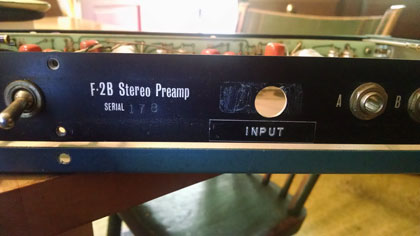 F-2B Stereo Preamp
SERIAL 178
A B
INPUT